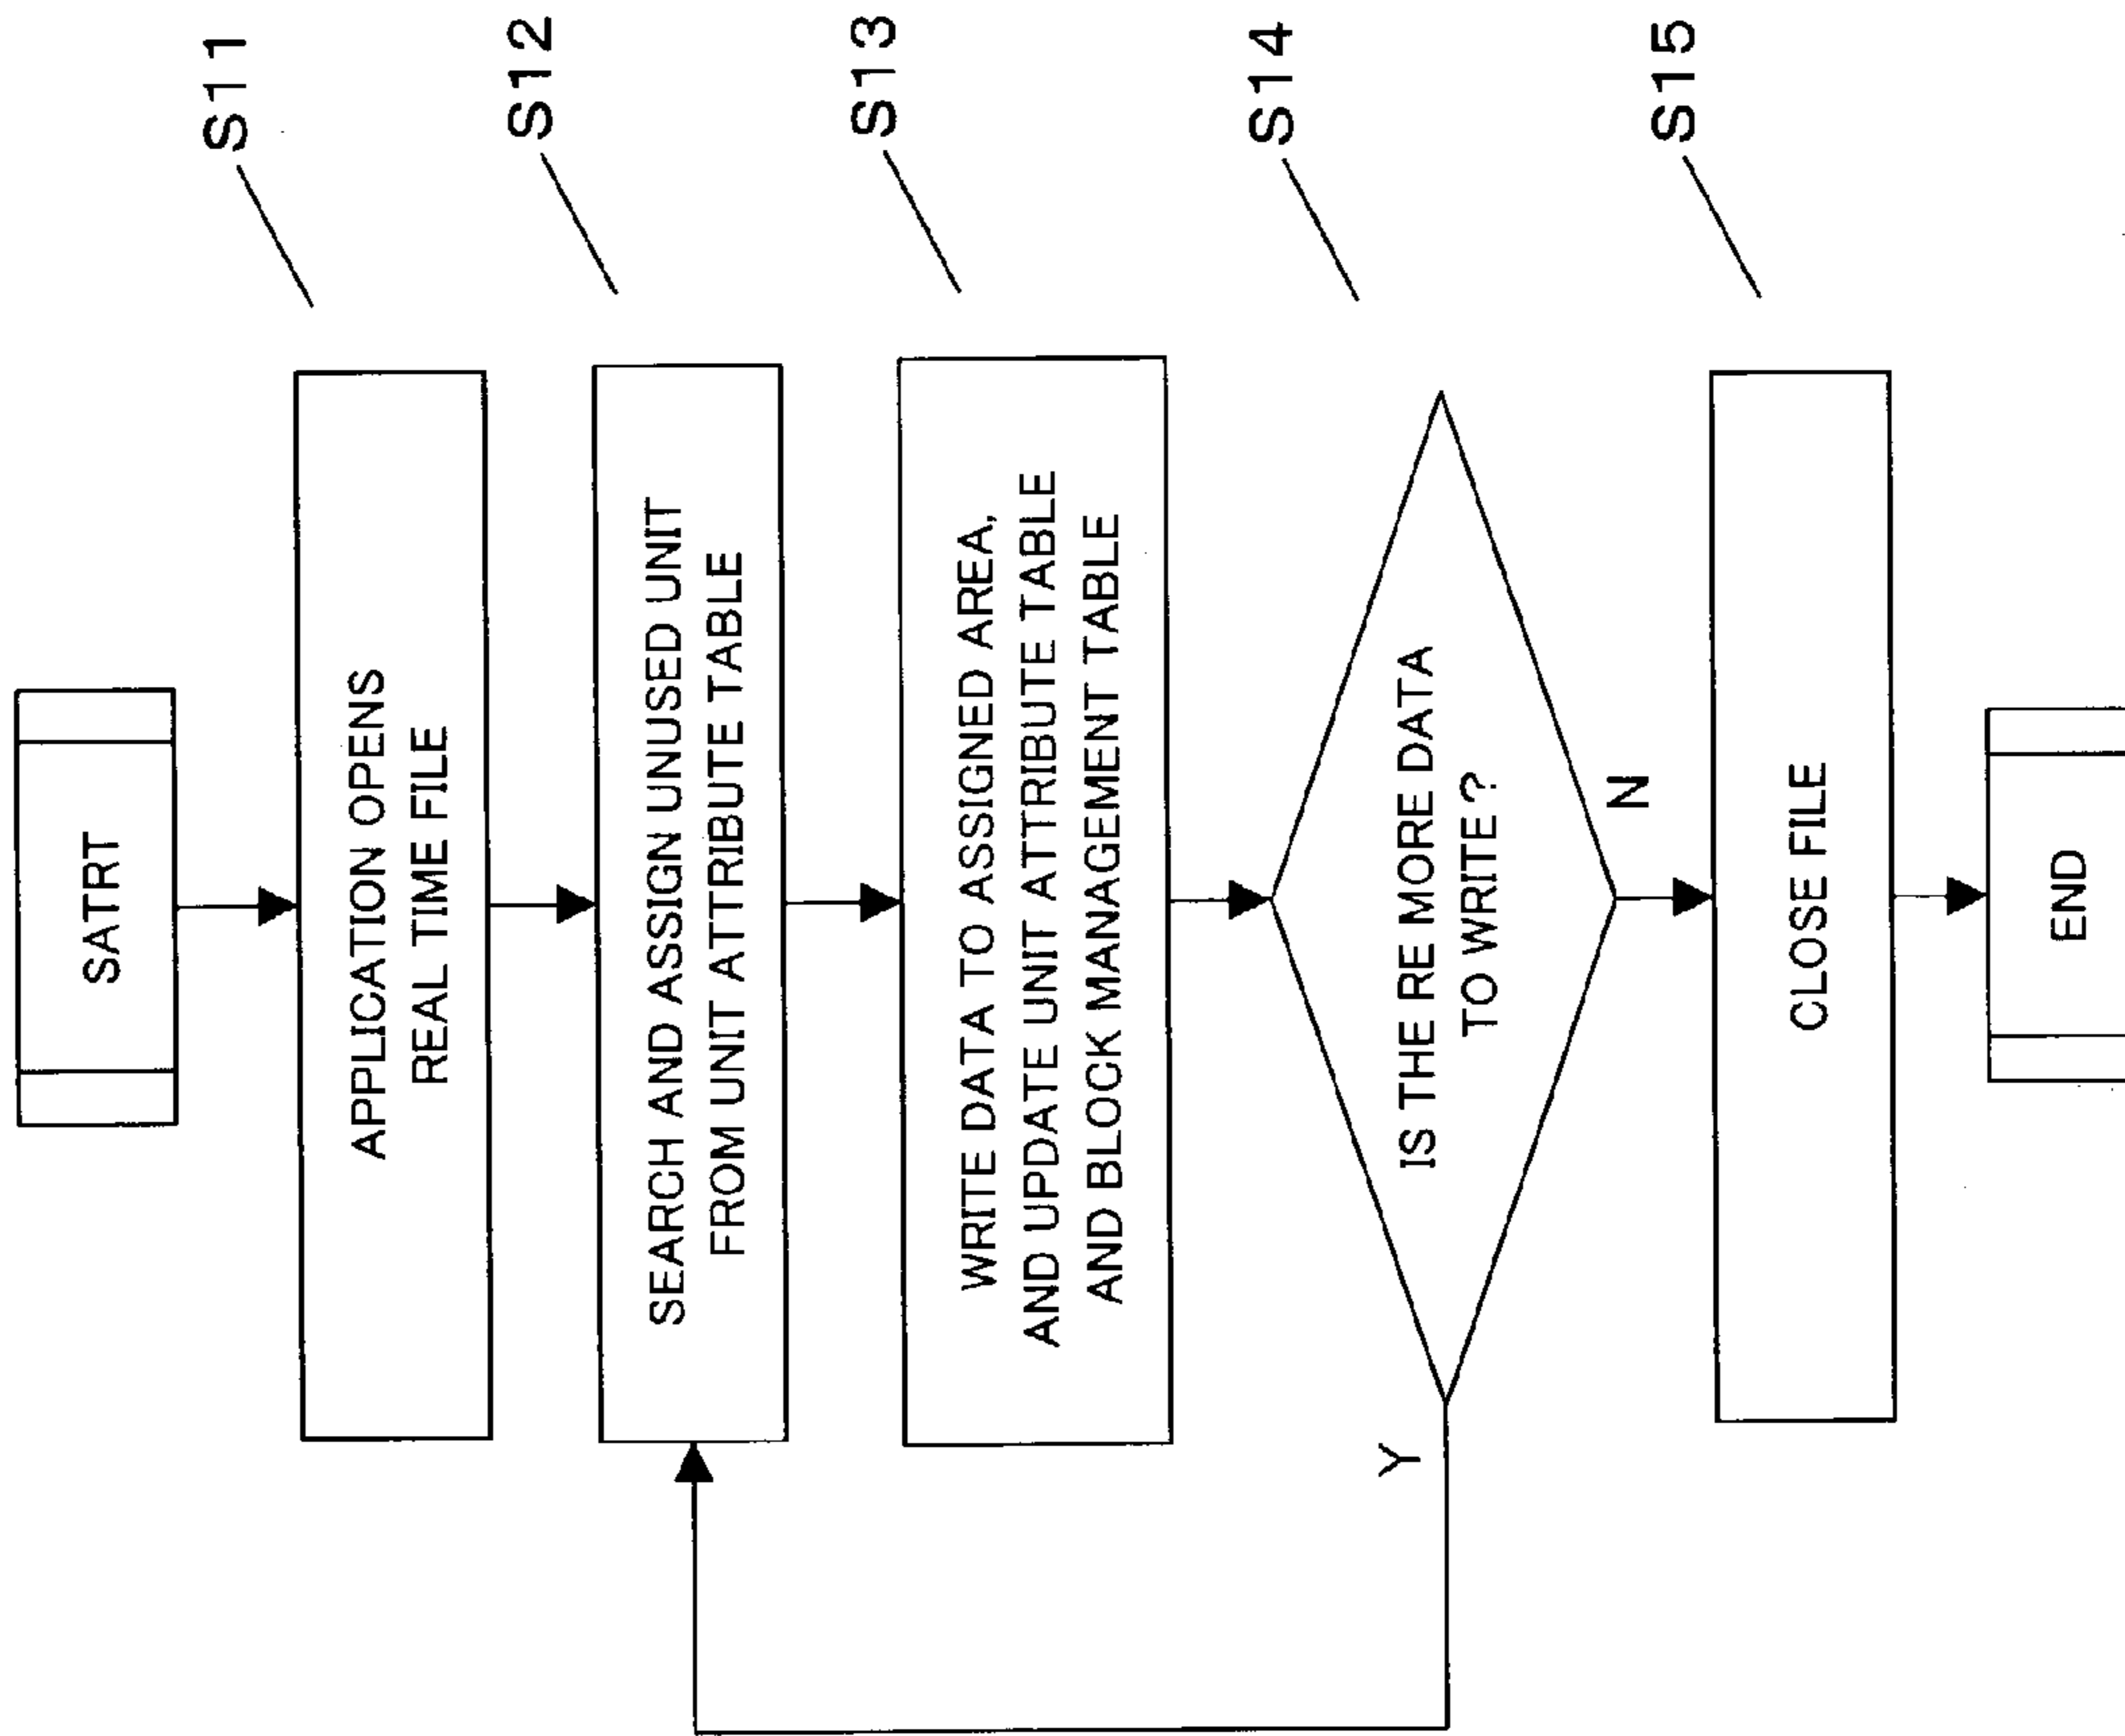 SATRT
APPLICATION OPENS
REAL TIME FILE
S11
SEARCH AND ASSIGN UNUSED UNIT
FROM UNIT ATTRIBUTE TABLE
S12
WRITE DATA TO ASSIGNED AREA,
AND UPDATE UNIT ATTRIBUTE TABLE
AND BLOCK MANAGEMENT TABLE
S13
IS THE RE MORE DATA
TO WRITE ?
S14
Y
N
CLOSE FILE
S15
END